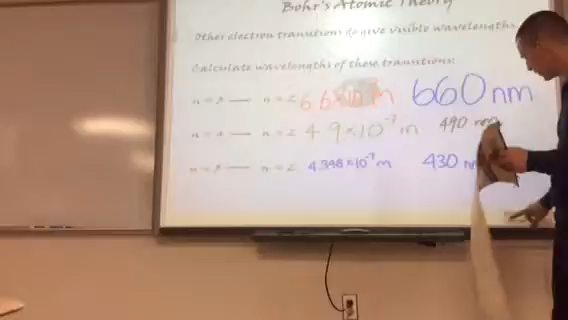 Bohr's Atomic Theory
Other electron transitions do give visible wavelengths.
Calculate wavelengths of these transitions:
n = 3 — n = 2 6.6×10 m 660 nm
n = 4 — n = 2 4.9×10⁻⁷ m 490 nm
n = 5 — n = 2 4.348×10⁻⁷ m 430 n